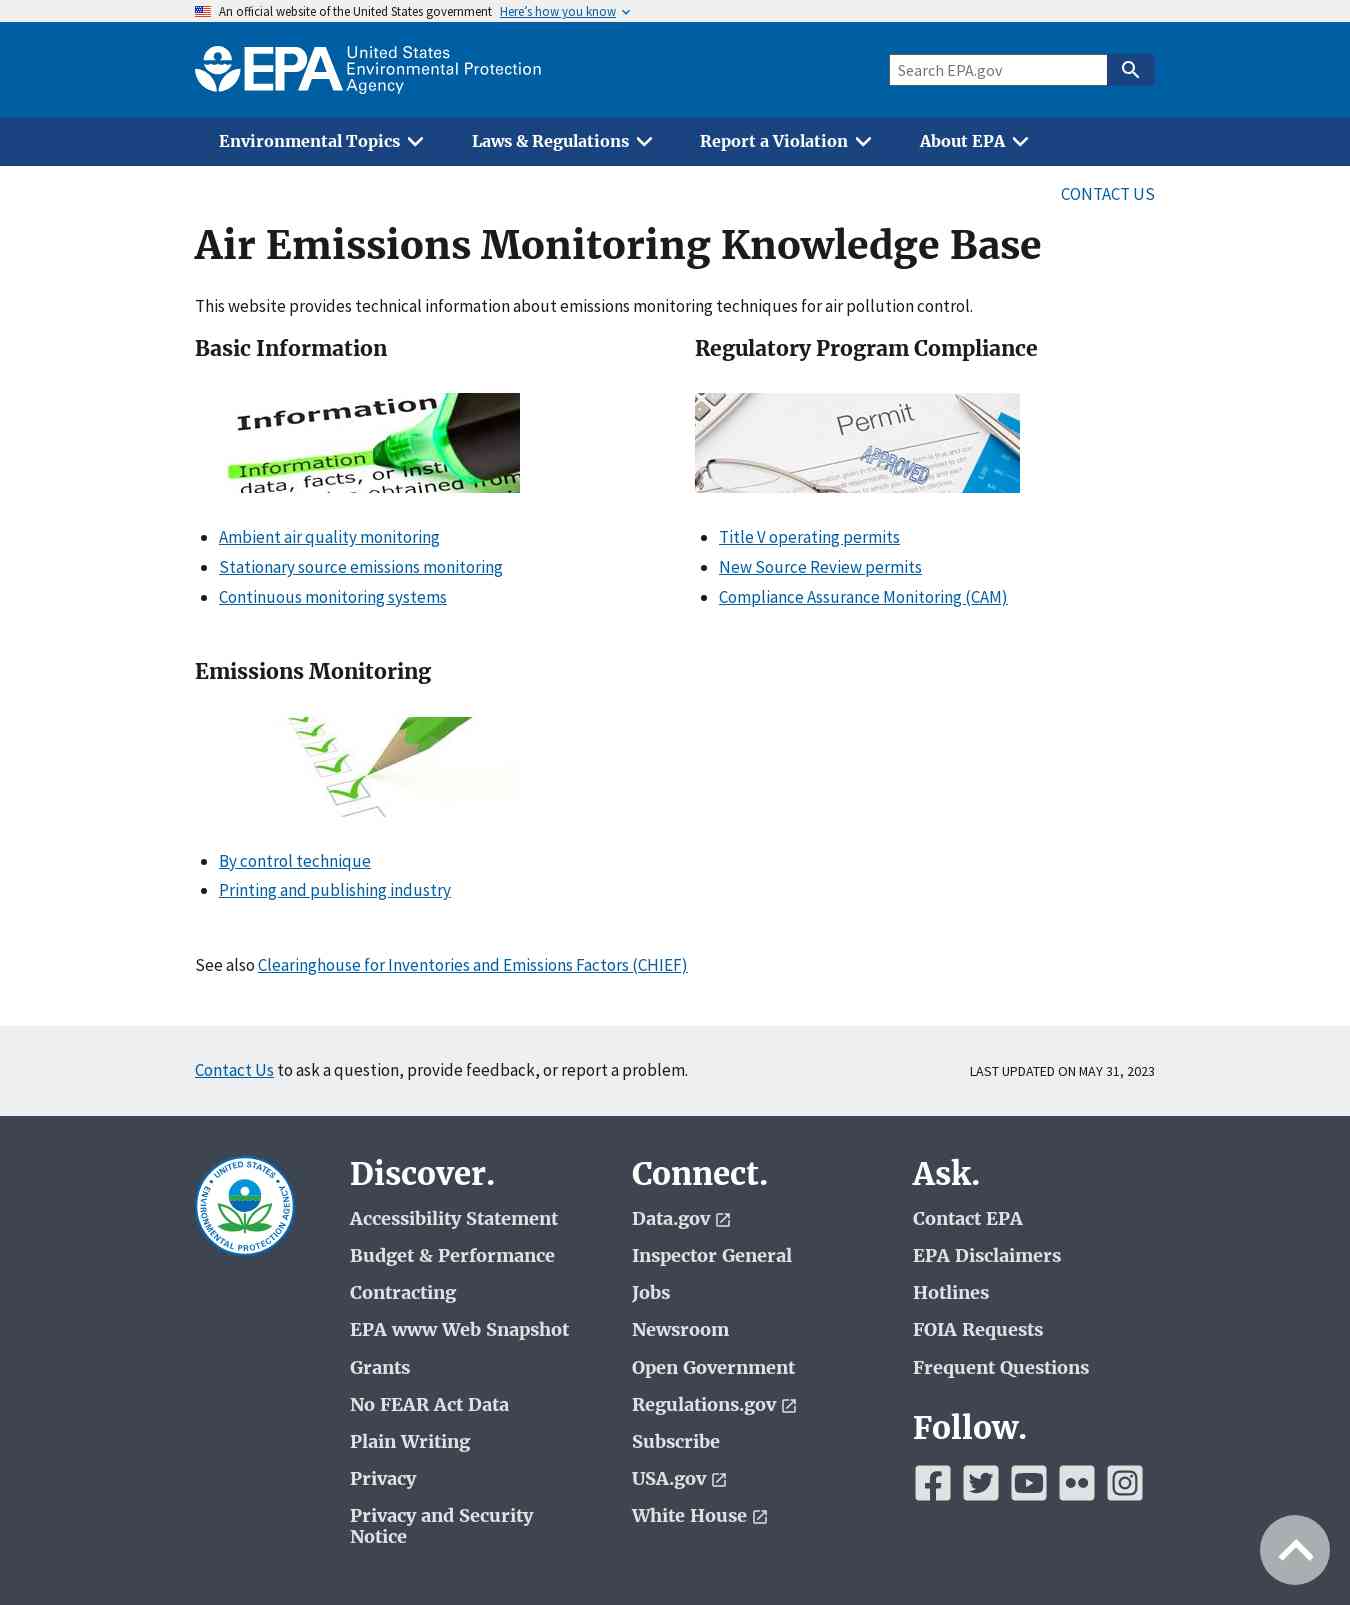 An official website of the United States government Here's how you know
EPA United States
Environmental Protection
Agency
Search EPA.gov
Environmental Topics
Laws & Regulations
Report a Violation
About EPA
CONTACT US
Air Emissions Monitoring Knowledge Base
This website provides technical information about emissions monitoring techniques for air pollution control.
Basic Information
Information
Information
data, facts, or
obtained from
Ambient air quality monitoring
Stationary source emissions monitoring
Continuous monitoring systems
Regulatory Program Compliance
Permit
APPROVED
Title V operating permits
New Source Review permits
Compliance Assurance Monitoring (CAM)
Emissions Monitoring
By control technique
Printing and publishing industry
See also Clearinghouse for Inventories and Emissions Factors (CHIEF)
Contact Us to ask a question, provide feedback, or report a problem.
LAST UPDATED ON MAY 31, 2023
UNITED STATES
ENVIRONMENTAL PROTECTION AGENCY
Discover.
Accessibility Statement
Budget & Performance
Contracting
EPA www Web Snapshot
Grants
No FEAR Act Data
Plain Writing
Privacy
Privacy and Security
Notice
Connect.
Data.gov
Inspector General
Jobs
Newsroom
Open Government
Regulations.gov
Subscribe
USA.gov
White House
Ask.
Contact EPA
EPA Disclaimers
Hotlines
FOIA Requests
Frequent Questions
Follow.